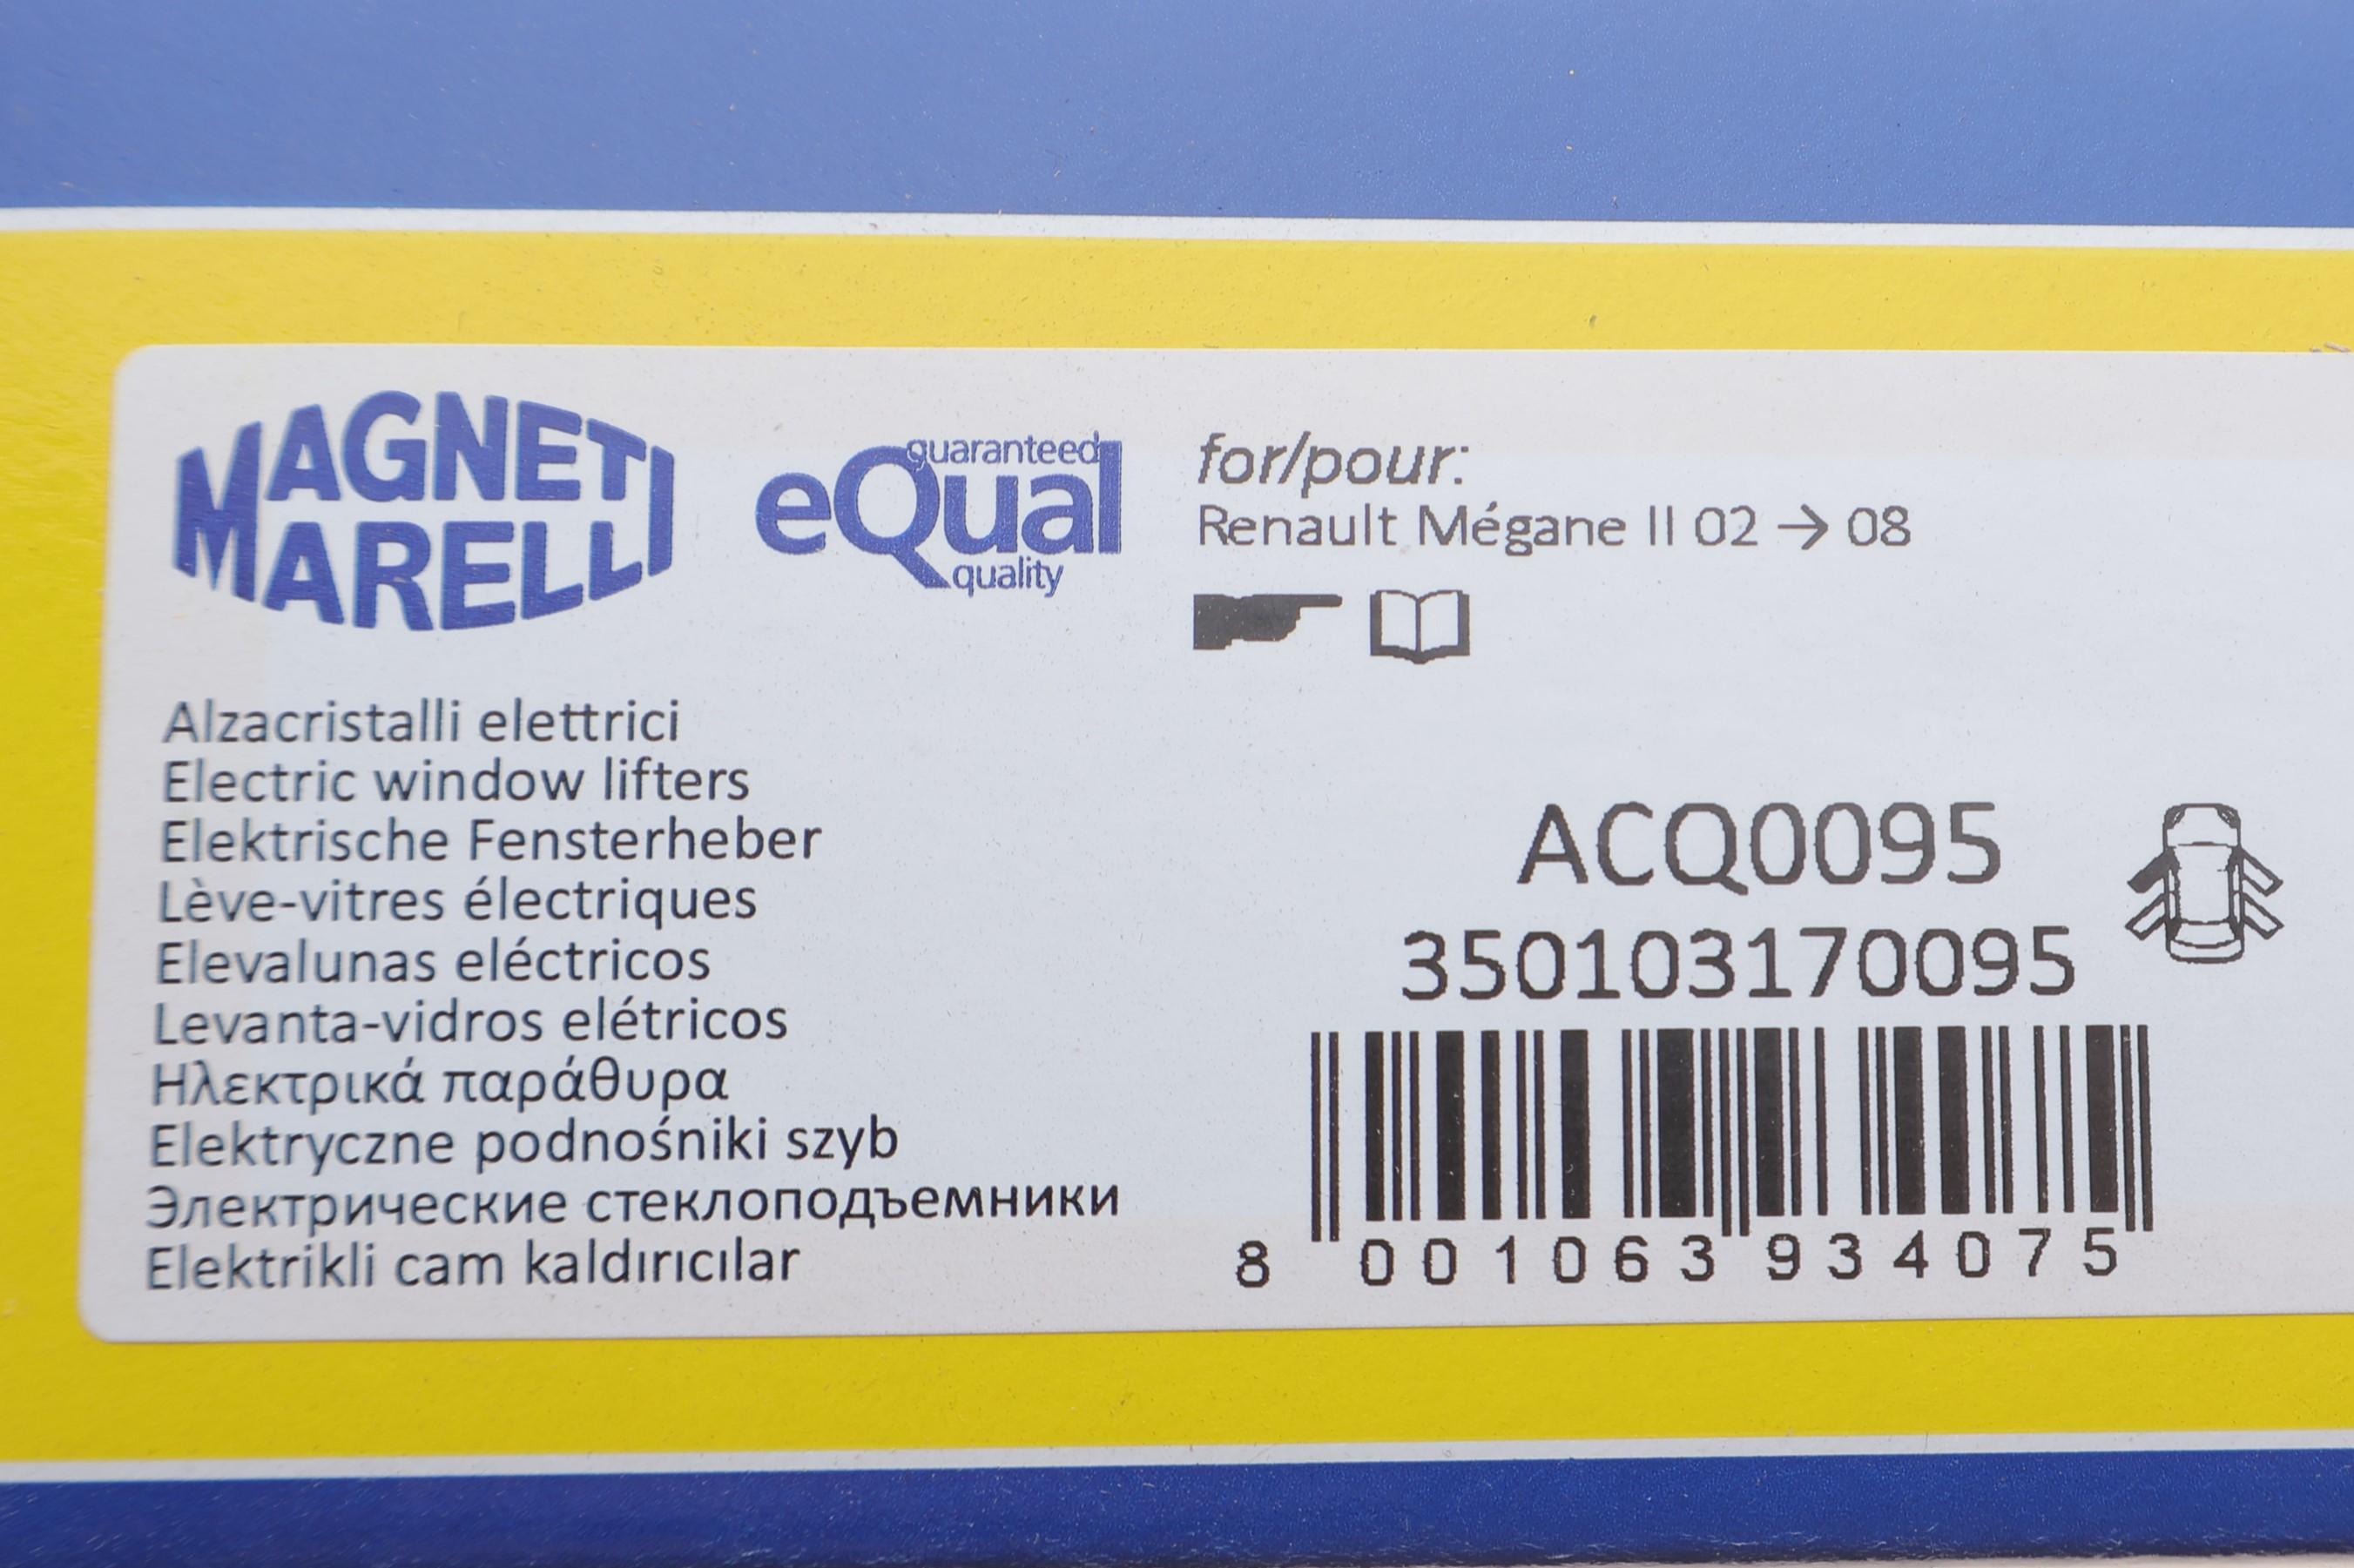 MAGNETI
MARELLI
guaranteed
eQual
quality
for/pour:
Renault Mégane II 02 → 08
Alzacristalli elettrici
Electric window lifters
Elektrische Fensterheber
Lève-vitres électriques
Elevalunas eléctricos
Levanta-vidros elétricos
Ηλεκτρικά παράθυρα
Elektryczne podnośniki szyb
Электрические стеклоподъемники
Elektrikli cam kaldırıcılar
ACQ0095
350103170095
8 001063 934075